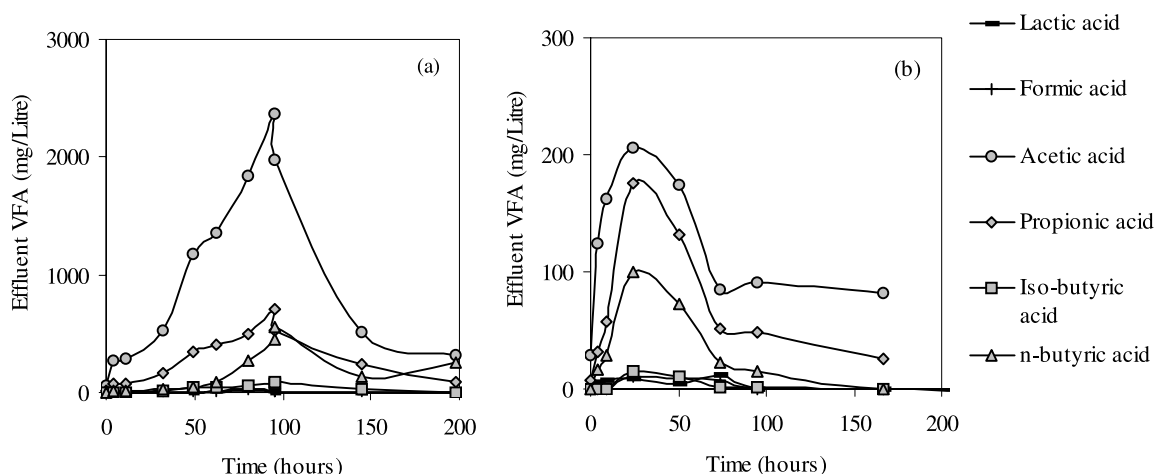 (a)
Effluent VFA (mg/Litre)
3000
2000
1000
0
0 50 100 150 200
Time (hours)
(b)
Effluent VFA (mg/Litre)
300
200
100
0
0 50 100 150 200
Time (hours)
Lactic acid
Formic acid
Acetic acid
Propionic acid
Iso-butyric
acid
n-butyric acid